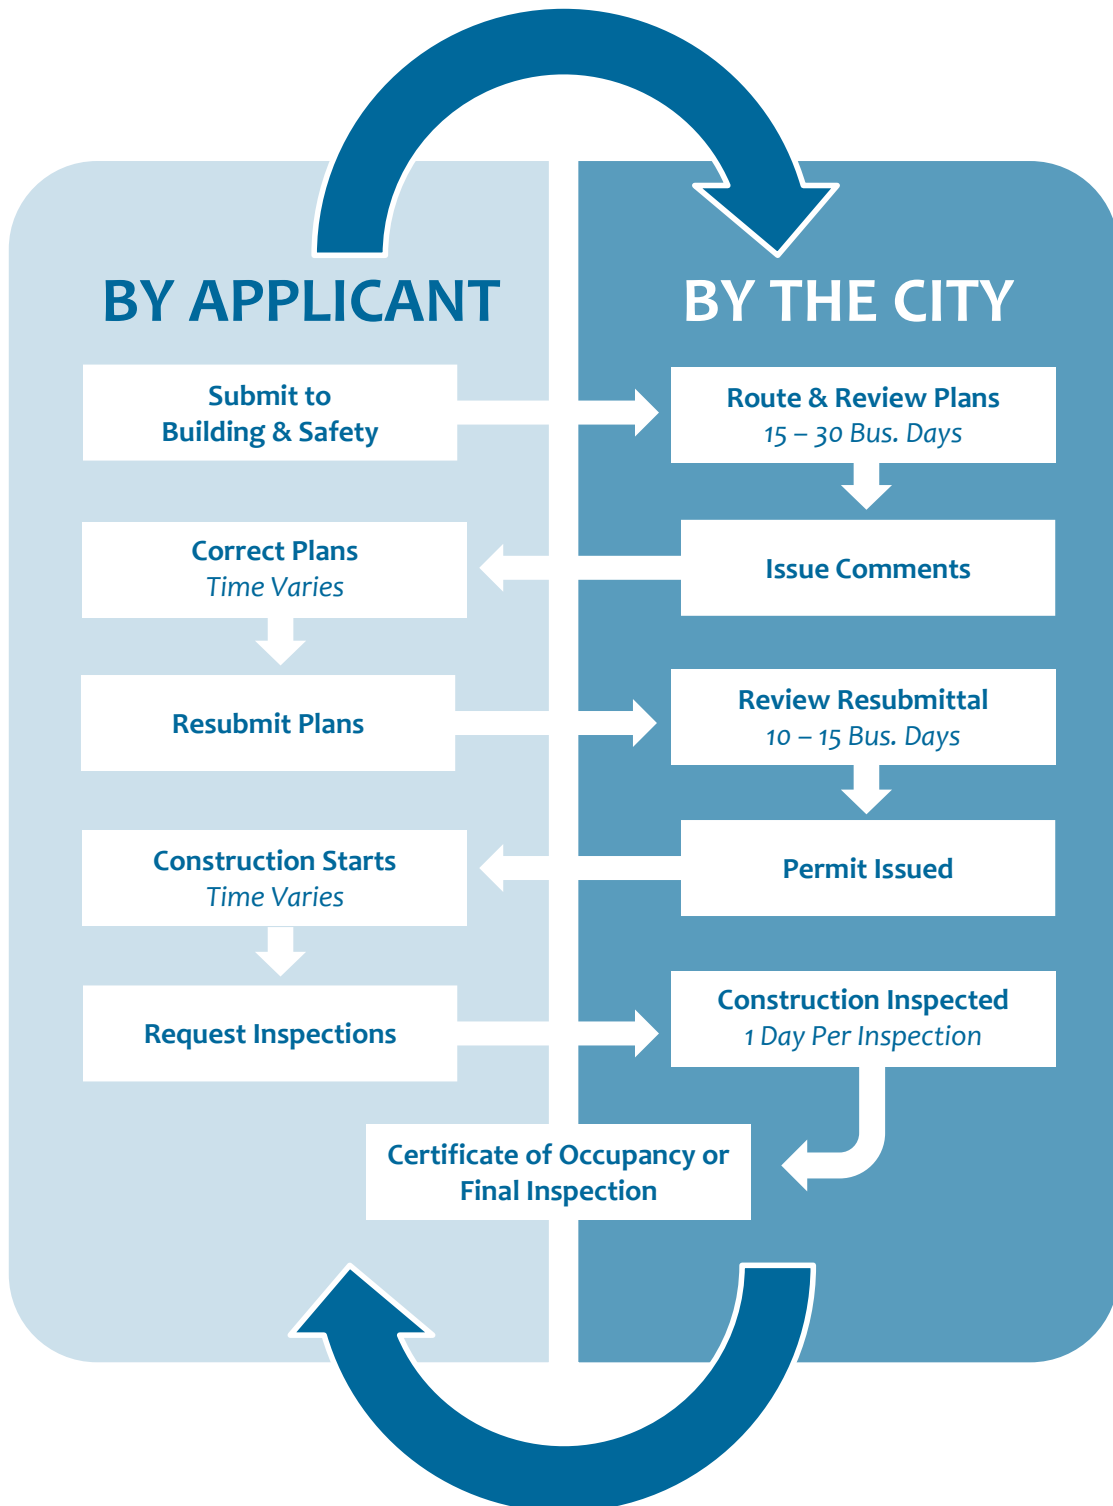 BY APPLICANT
BY THE CITY
Submit to
Building & Safety
Route & Review Plans
15 – 30 Bus. Days
Correct Plans
Time Varies
Issue Comments
Resubmit Plans
Review Resubmittal
10 – 15 Bus. Days
Construction Starts
Time Varies
Permit Issued
Request Inspections
Construction Inspected
1 Day Per Inspection
Certificate of Occupancy or
Final Inspection